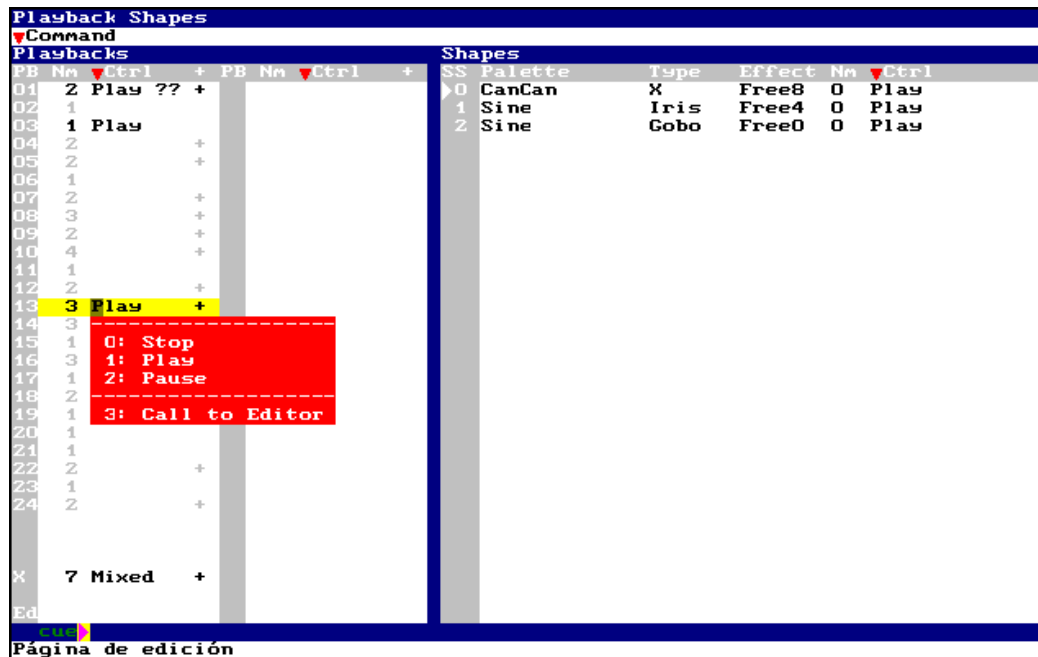 Playback Shapes
▼Command
Playbacks Shapes
PB Nm ▼Ctrl + PB Nm ▼Ctrl + SS Palette Type Effect Nm ▼Ctrl
01 2 Play ?? + 0 CanCan X Free8 0 Play
02 1 1 Sine Iris Free4 0 Play
03 1 Play 2 Sine Gobo Free0 0 Play
04 2 +
05 2 +
06 1
07 2 +
08 3 +
09 2 +
10 4 +
11 1
12 2 +
13 3 Play +
14 3 --------------------
15 1 0: Stop
16 3 1: Play
17 1 2: Pause
18 2 --------------------
19 1 3: Call to Editor
20 1
21 1
22 2 +
23 1
24 2 +
X 7 Mixed +
Ed
cue
Página de edición